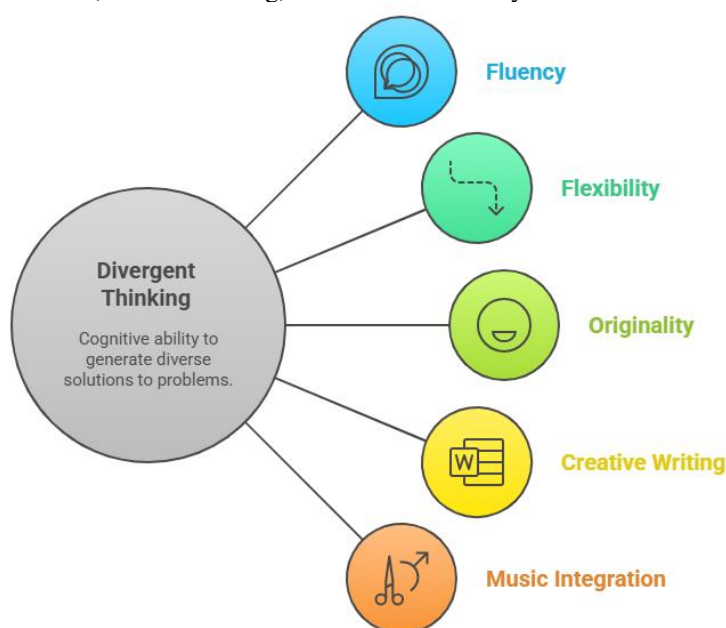 Fluency
Flexibility
Divergent
Thinking
Cognitive ability to
generate diverse
solutions to problems.
Originality
W
Creative Writing
Music Integration